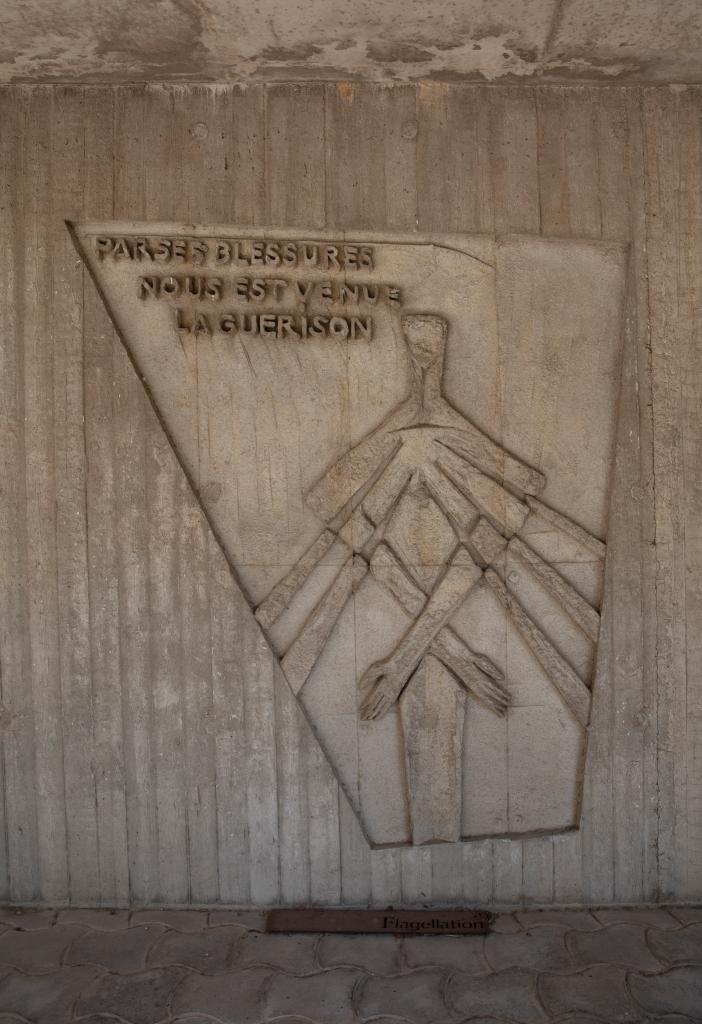 PAR SES BLESSURES
NOUS EST VENUE
LA GUERISON
Flagellation